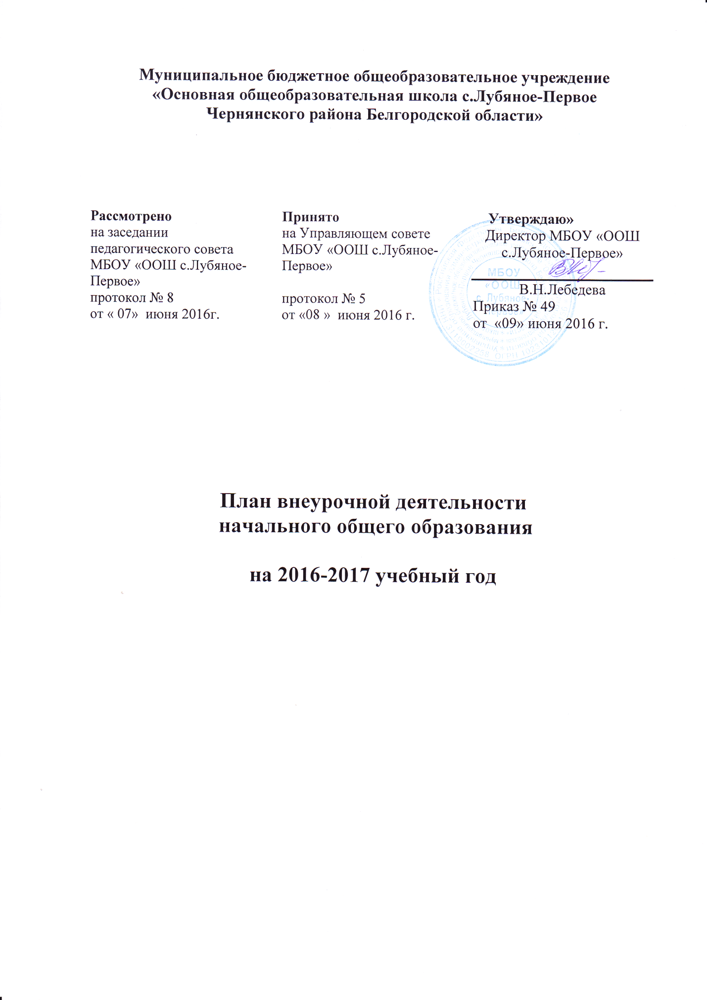 Муниципальное бюджетное общеобразовательное учреждение
«Основная общеобразовательная школа с.Лубяное-Первое
Чернянского района Белгородской области»
Рассмотрено
на заседании
педагогического совета
МБОУ «ООШ с.Лубяное-
Первое»
протокол № 8
от « 07»  июня 2016г.
Принято
на Управляющем совете
МБОУ «ООШ с.Лубяное-
Первое»
протокол № 5
от «08 »  июня 2016 г.
Утверждаю»
Директор МБОУ «ООШ
с.Лубяное-Первое»
В.Н.Лебедева
Приказ № 49
от  «09» июня 2016 г.
МБОУ
«ООШ
с. Лубяное-
Первое»
План внеурочной деятельности
начального общего образования
на 2016-2017 учебный год